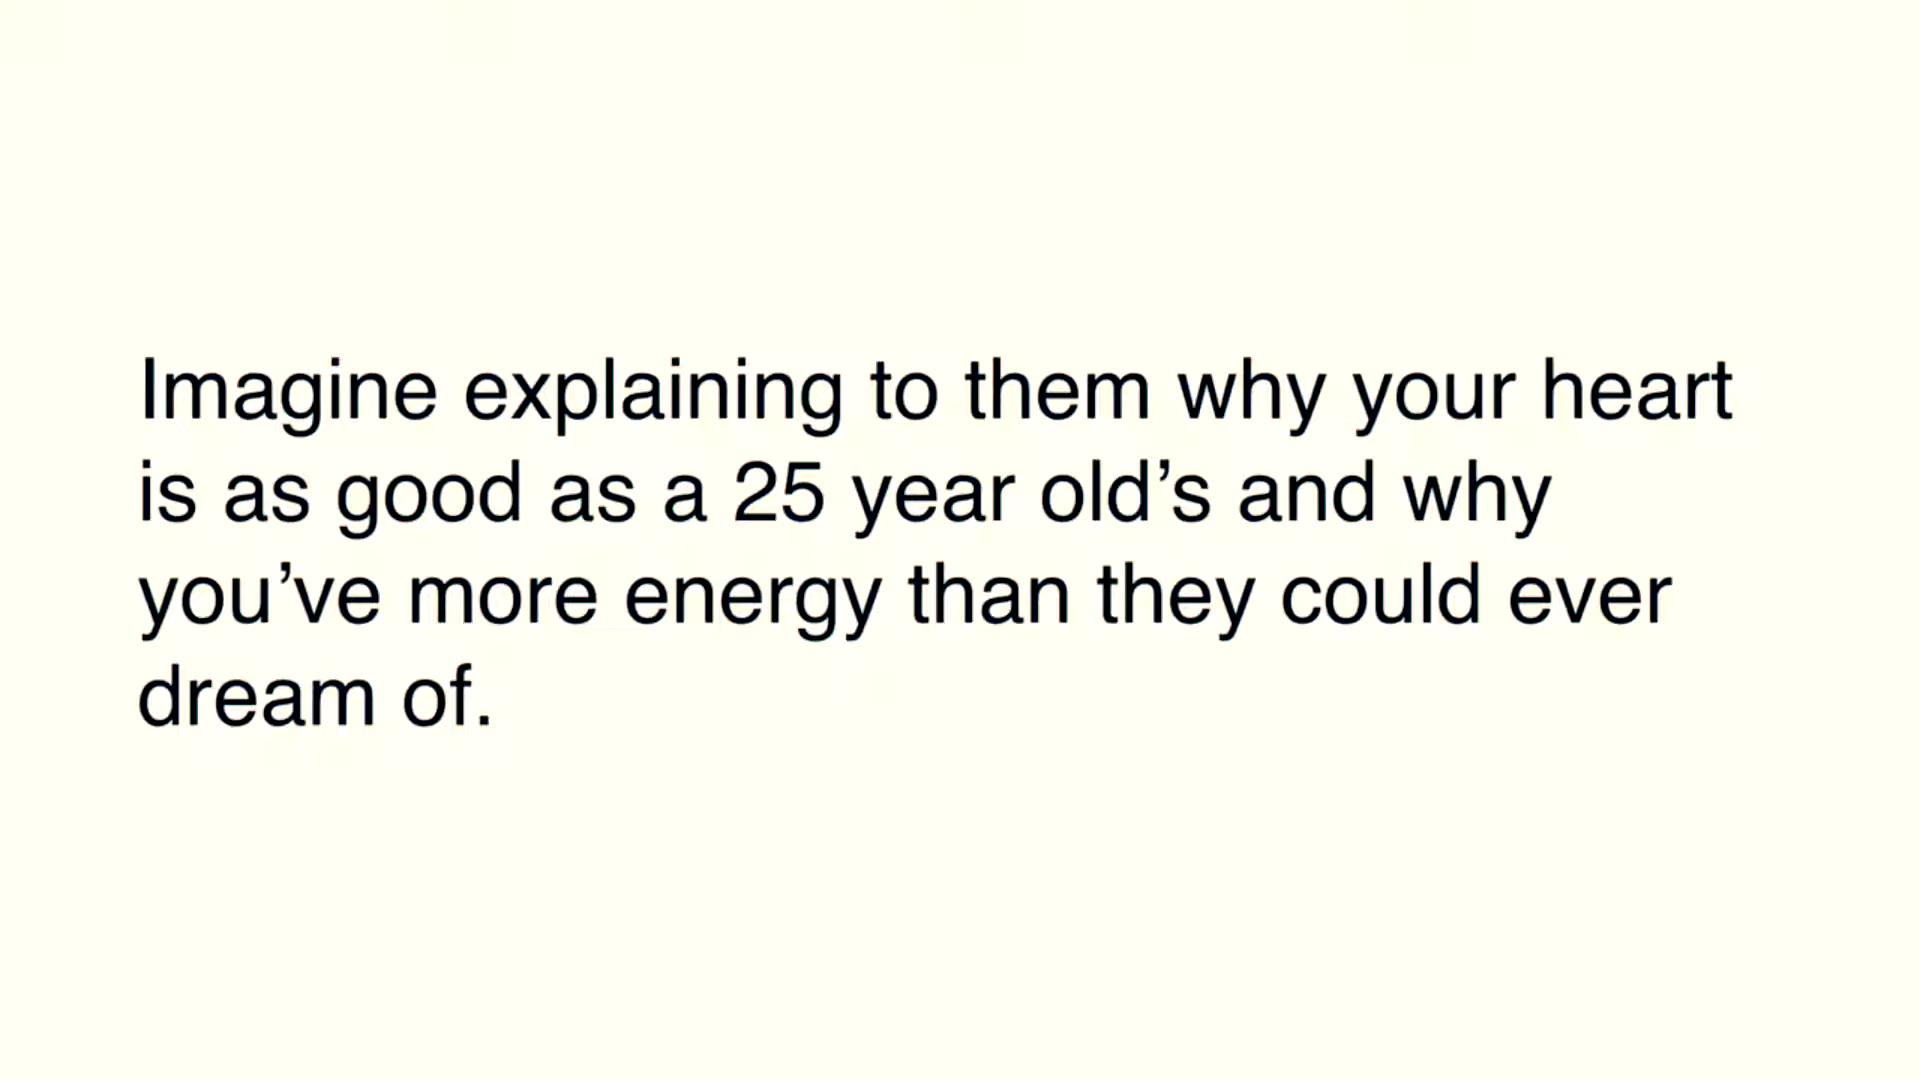 Imagine explaining to them why your heart
is as good as a 25 year old’s and why
you’ve more energy than they could ever
dream of.